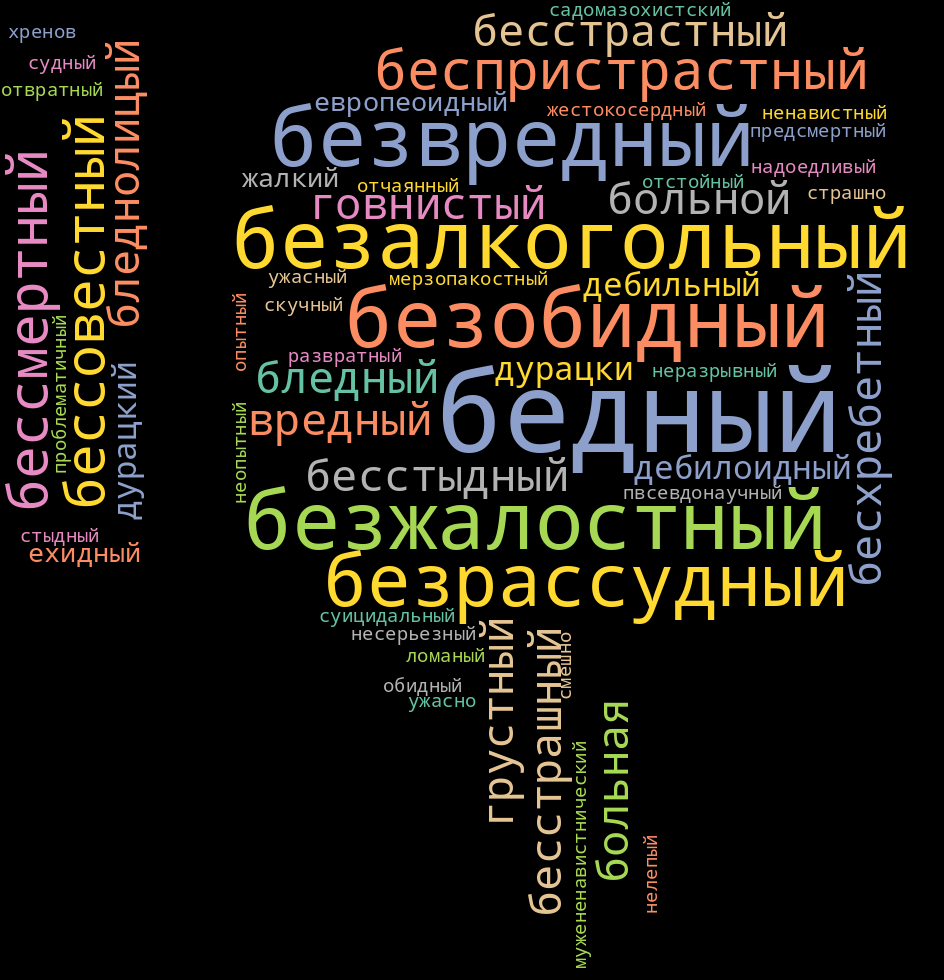 садомазохистский
бесстрастный
хренов
судный
беспристрастный
отвратный
европеоидный
жестокосердный
ненавистный
безвредный
предсмертный
надоедливый
жалкий
отчаянный
отстойный
страшно
говнистый
больной
безалкогольный
ужасный
мерзопакостный
дебильный
скучный
безобидный
опытный
развратный
бледный
дурацки
неразрывный
бедный
вредный
неопытный
бесстыдный
дебилоидный
псевдонаучный
безжалостный
бесхребетный
безрассудный
бессмертный
проблематичный
бессовестный
бледнолицый
дурацкий
стыдный
ехидный
суицидальный
несерьезный
ломаный
обидный
ужасно
грустный
бесстрашный
смешно
мужененавистнический
больная
нелепый